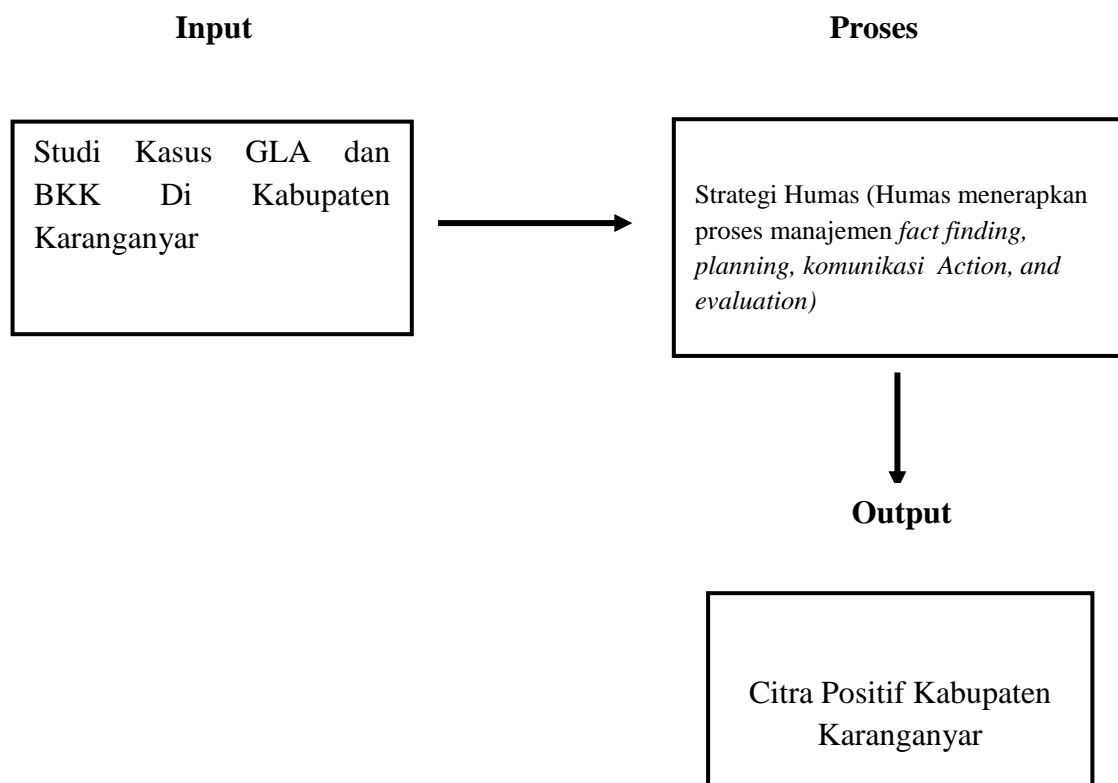 Input
Proses
Studi Kasus GLA dan
BKK Di Kabupaten
Karanganyar
Strategi Humas (Humas menerapkan
proses manajemen fact finding,
planning, komunikasi Action, and
evaluation)
Output
Citra Positif Kabupaten
Karanganyar